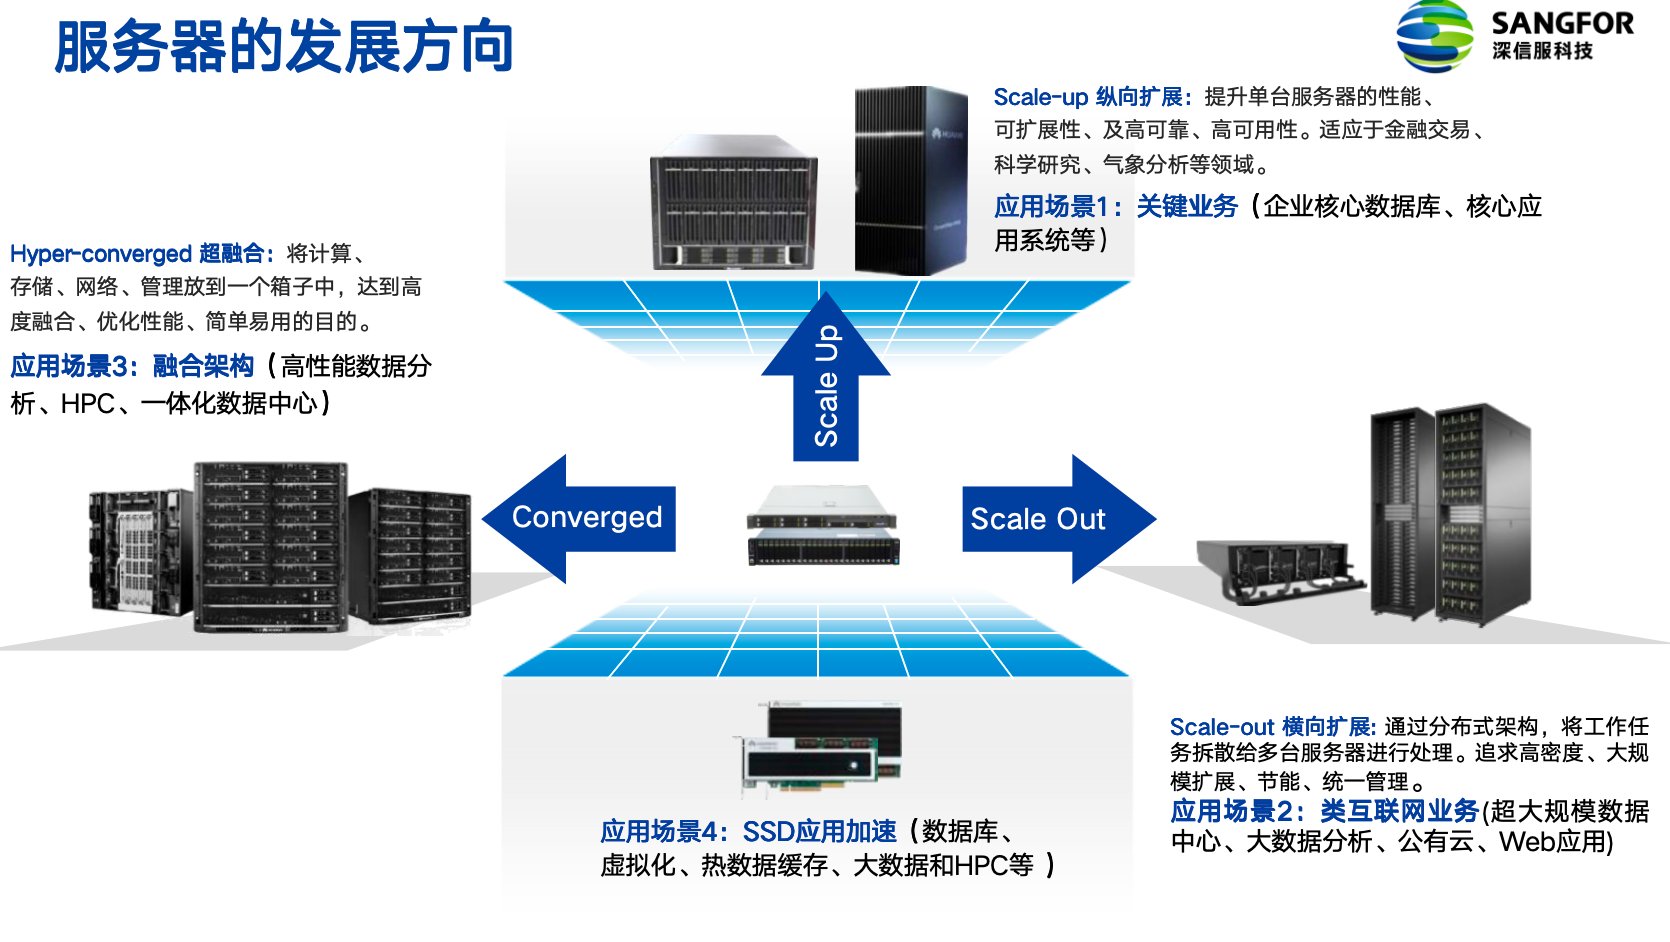 服务器的发展方向
SANGFOR
深信服科技
Scale-up 纵向扩展：提升单台服务器的性能、
可扩展性、及高可靠、高可用性。适应于金融交易、
科学研究、气象分析等领域。
应用场景1：关键业务（企业核心数据库、核心应
用系统等）
Hyper-converged 超融合：将计算、
存储、网络、管理放到一个箱子中，达到高
度融合、优化性能、简单易用的目的。
应用场景3：融合架构（高性能数据分
析、HPC、一体化数据中心）
Scale Up
Converged
Scale Out
Scale-out 横向扩展: 通过分布式架构，将工作任
务拆散给多台服务器进行处理。追求高密度、大规
模扩展、节能、统一管理。
应用场景2：类互联网业务(超大规模数据
中心、大数据分析、公有云、Web应用)
应用场景4：SSD应用加速（数据库、
虚拟化、热数据缓存、大数据和HPC等 ）